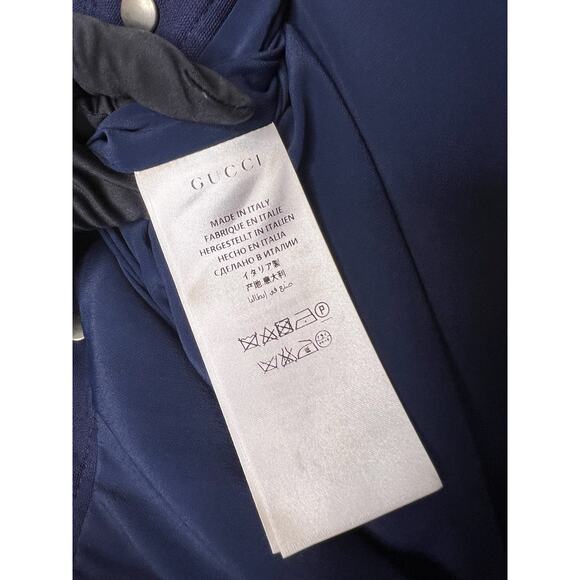 GUCCI
MADE IN ITALY
FABRIQUE EN ITALIE
HERGESTELLT IN ITALIEN
HECHO EN ITALIA
СДЕЛАНО В ИТАЛИИ
イタリア製
产地意大利
صنع في إيطاليا
P